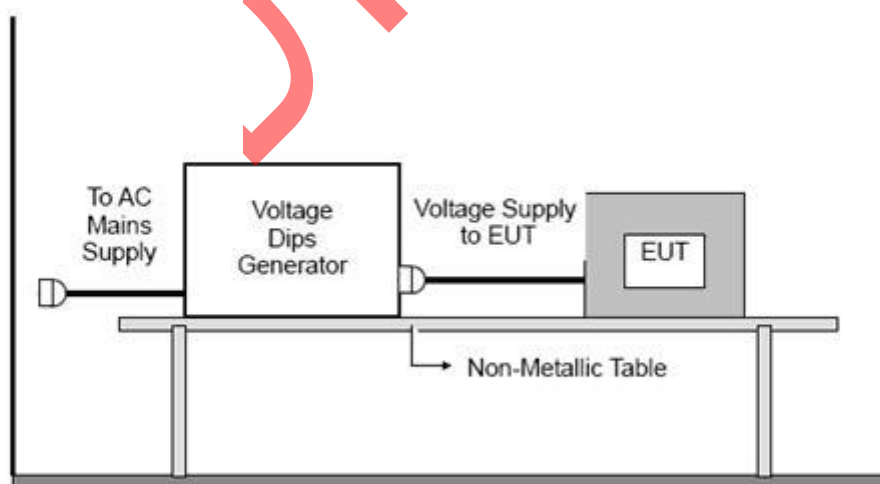 To AC
Mains
Supply
Voltage
Dips
Generator
Voltage Supply
to EUT
EUT
Non-Metallic Table